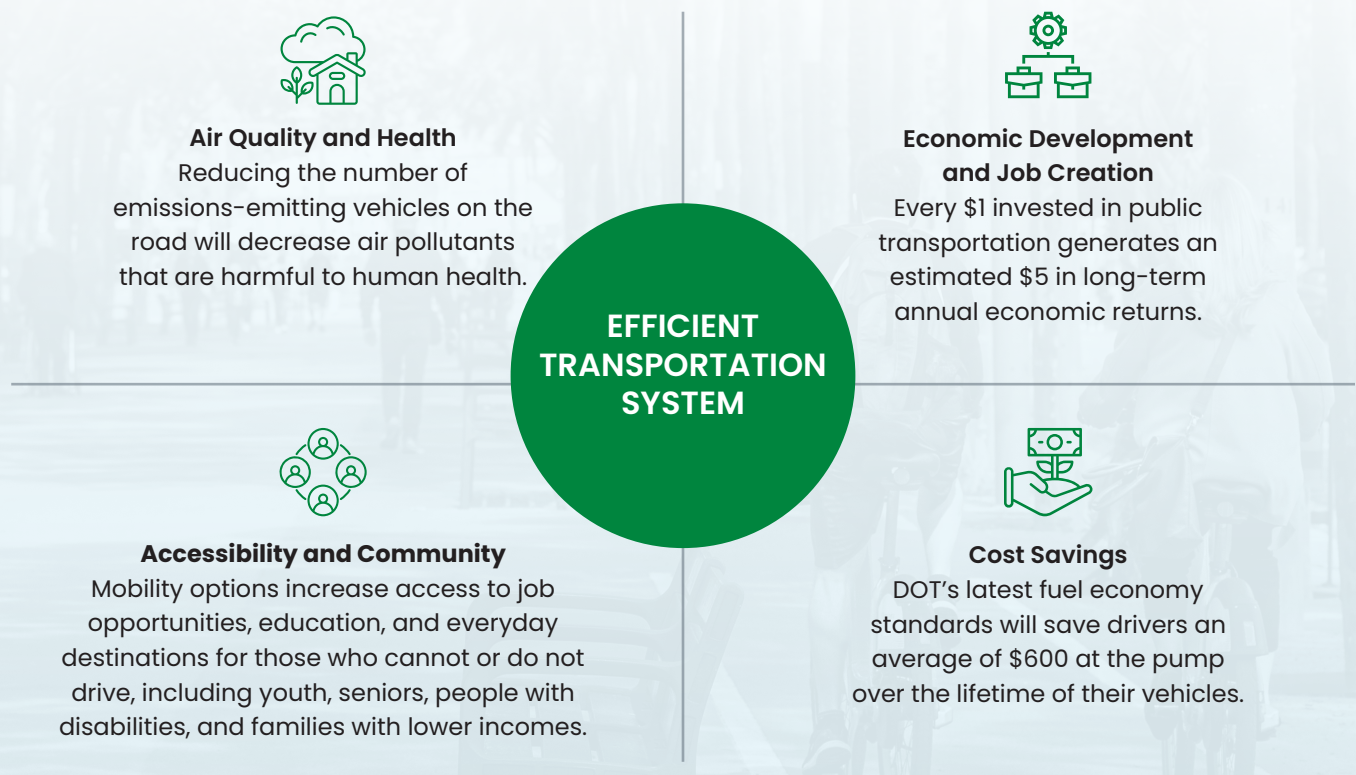 Air Quality and Health
Reducing the number of
emissions-emitting vehicles on the
road will decrease air pollutants
that are harmful to human health.
Economic Development
and Job Creation
Every $1 invested in public
transportation generates an
estimated $5 in long-term
annual economic returns.
EFFICIENT
TRANSPORTATION
SYSTEM
Accessibility and Community
Mobility options increase access to job
opportunities, education, and everyday
destinations for those who cannot or do not
drive, including youth, seniors, people with
disabilities, and families with lower incomes.
Cost Savings
DOT’s latest fuel economy
standards will save drivers an
average of $600 at the pump
over the lifetime of their vehicles.